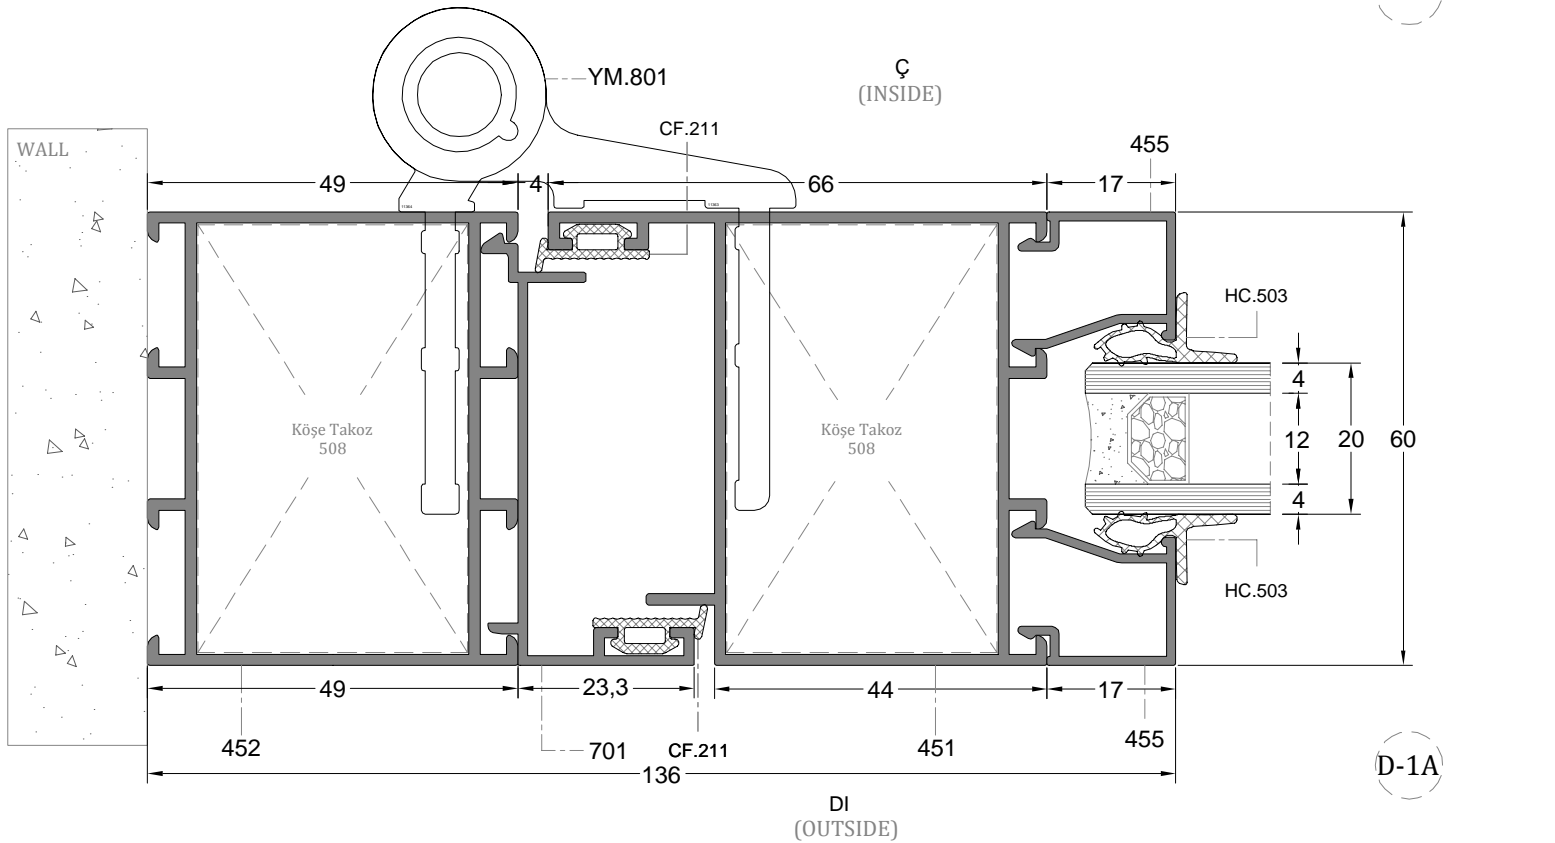 YM.801
Ç
(INSIDE)
CF.211
WALL
455
49
4
66
17
HC.503
4
12
20
60
4
Köşe Takoz
508
Köşe Takoz
508
HC.503
49
23,3
44
17
452
701
CF.211
451
455
136
D-1A
DI
(OUTSIDE)